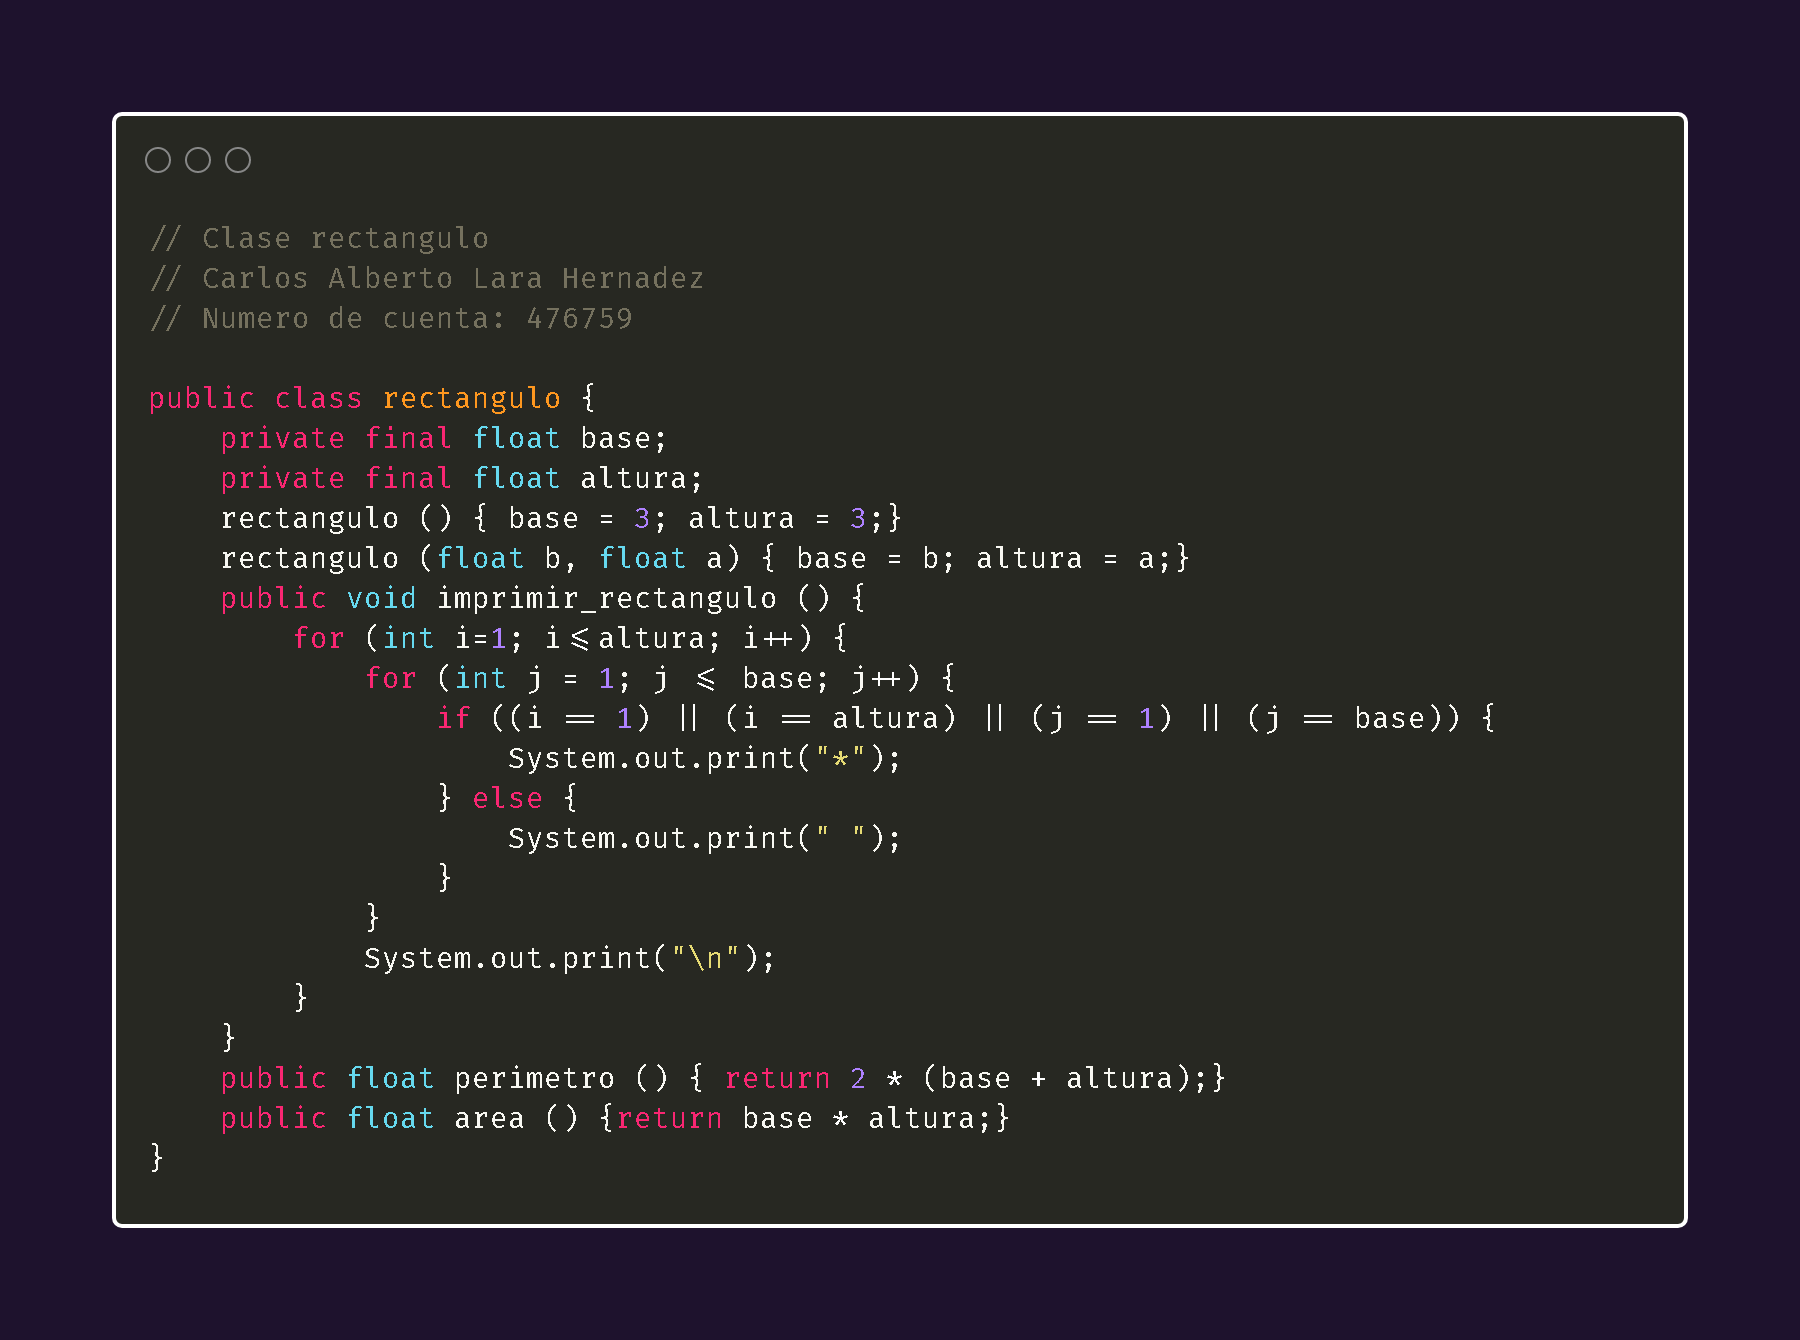 // Clase rectangulo
// Carlos Alberto Lara Hernadez
// Numero de cuenta: 476759

public class rectangulo {
    private final float base;
    private final float altura;
    rectangulo () { base = 3; altura = 3;}
    rectangulo (float b, float a) { base = b; altura = a;}
    public void imprimir_rectangulo () {
        for (int i=1; i<=altura; i++) {
            for (int j = 1; j <= base; j++) {
                if ((i == 1) || (i == altura) || (j == 1) || (j == base)) {
                    System.out.print("*");
                } else {
                    System.out.print(" ");
                }
            }
            System.out.print("\n");
        }
    }
    public float perimetro () { return 2 * (base + altura);}
    public float area () {return base * altura;}
}